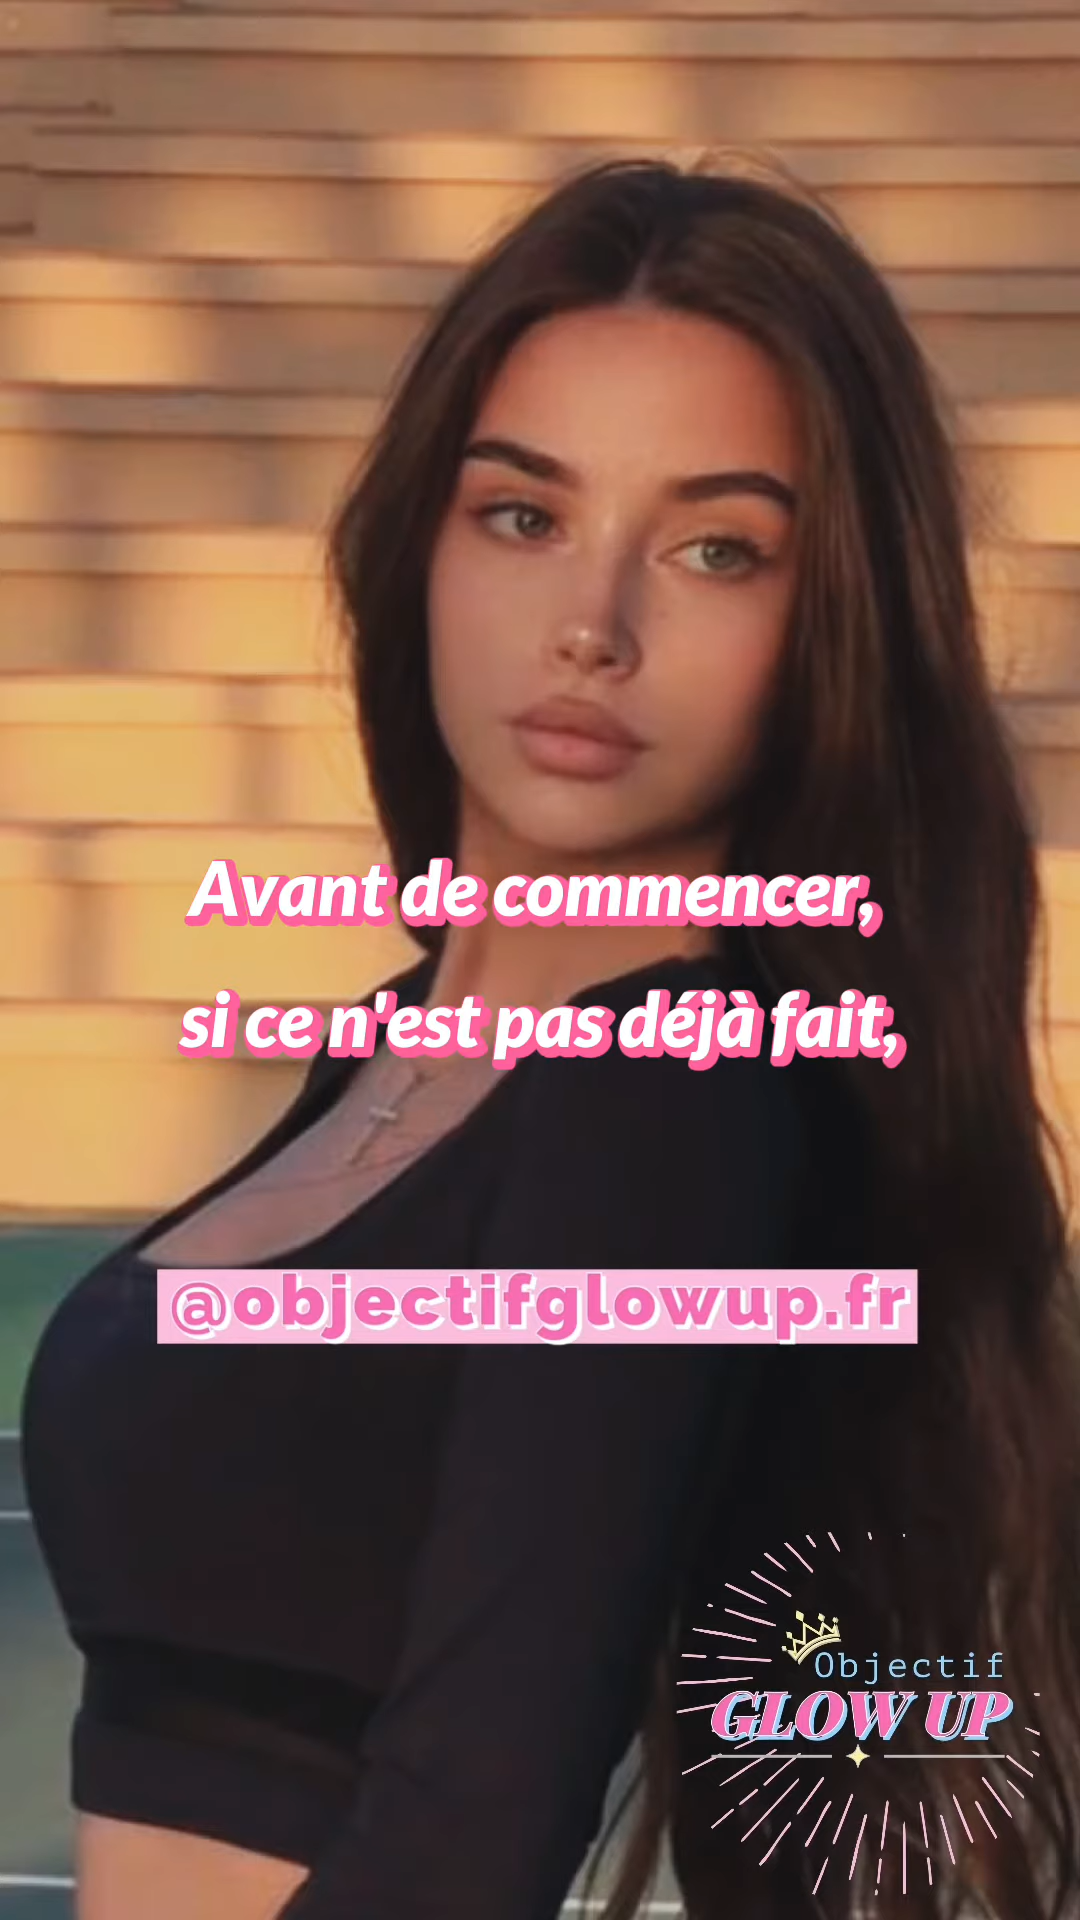 Avant de commencer,
si ce n'est pas déjà fait,
@objectifglowup.fr
Objectif
GLOW UP